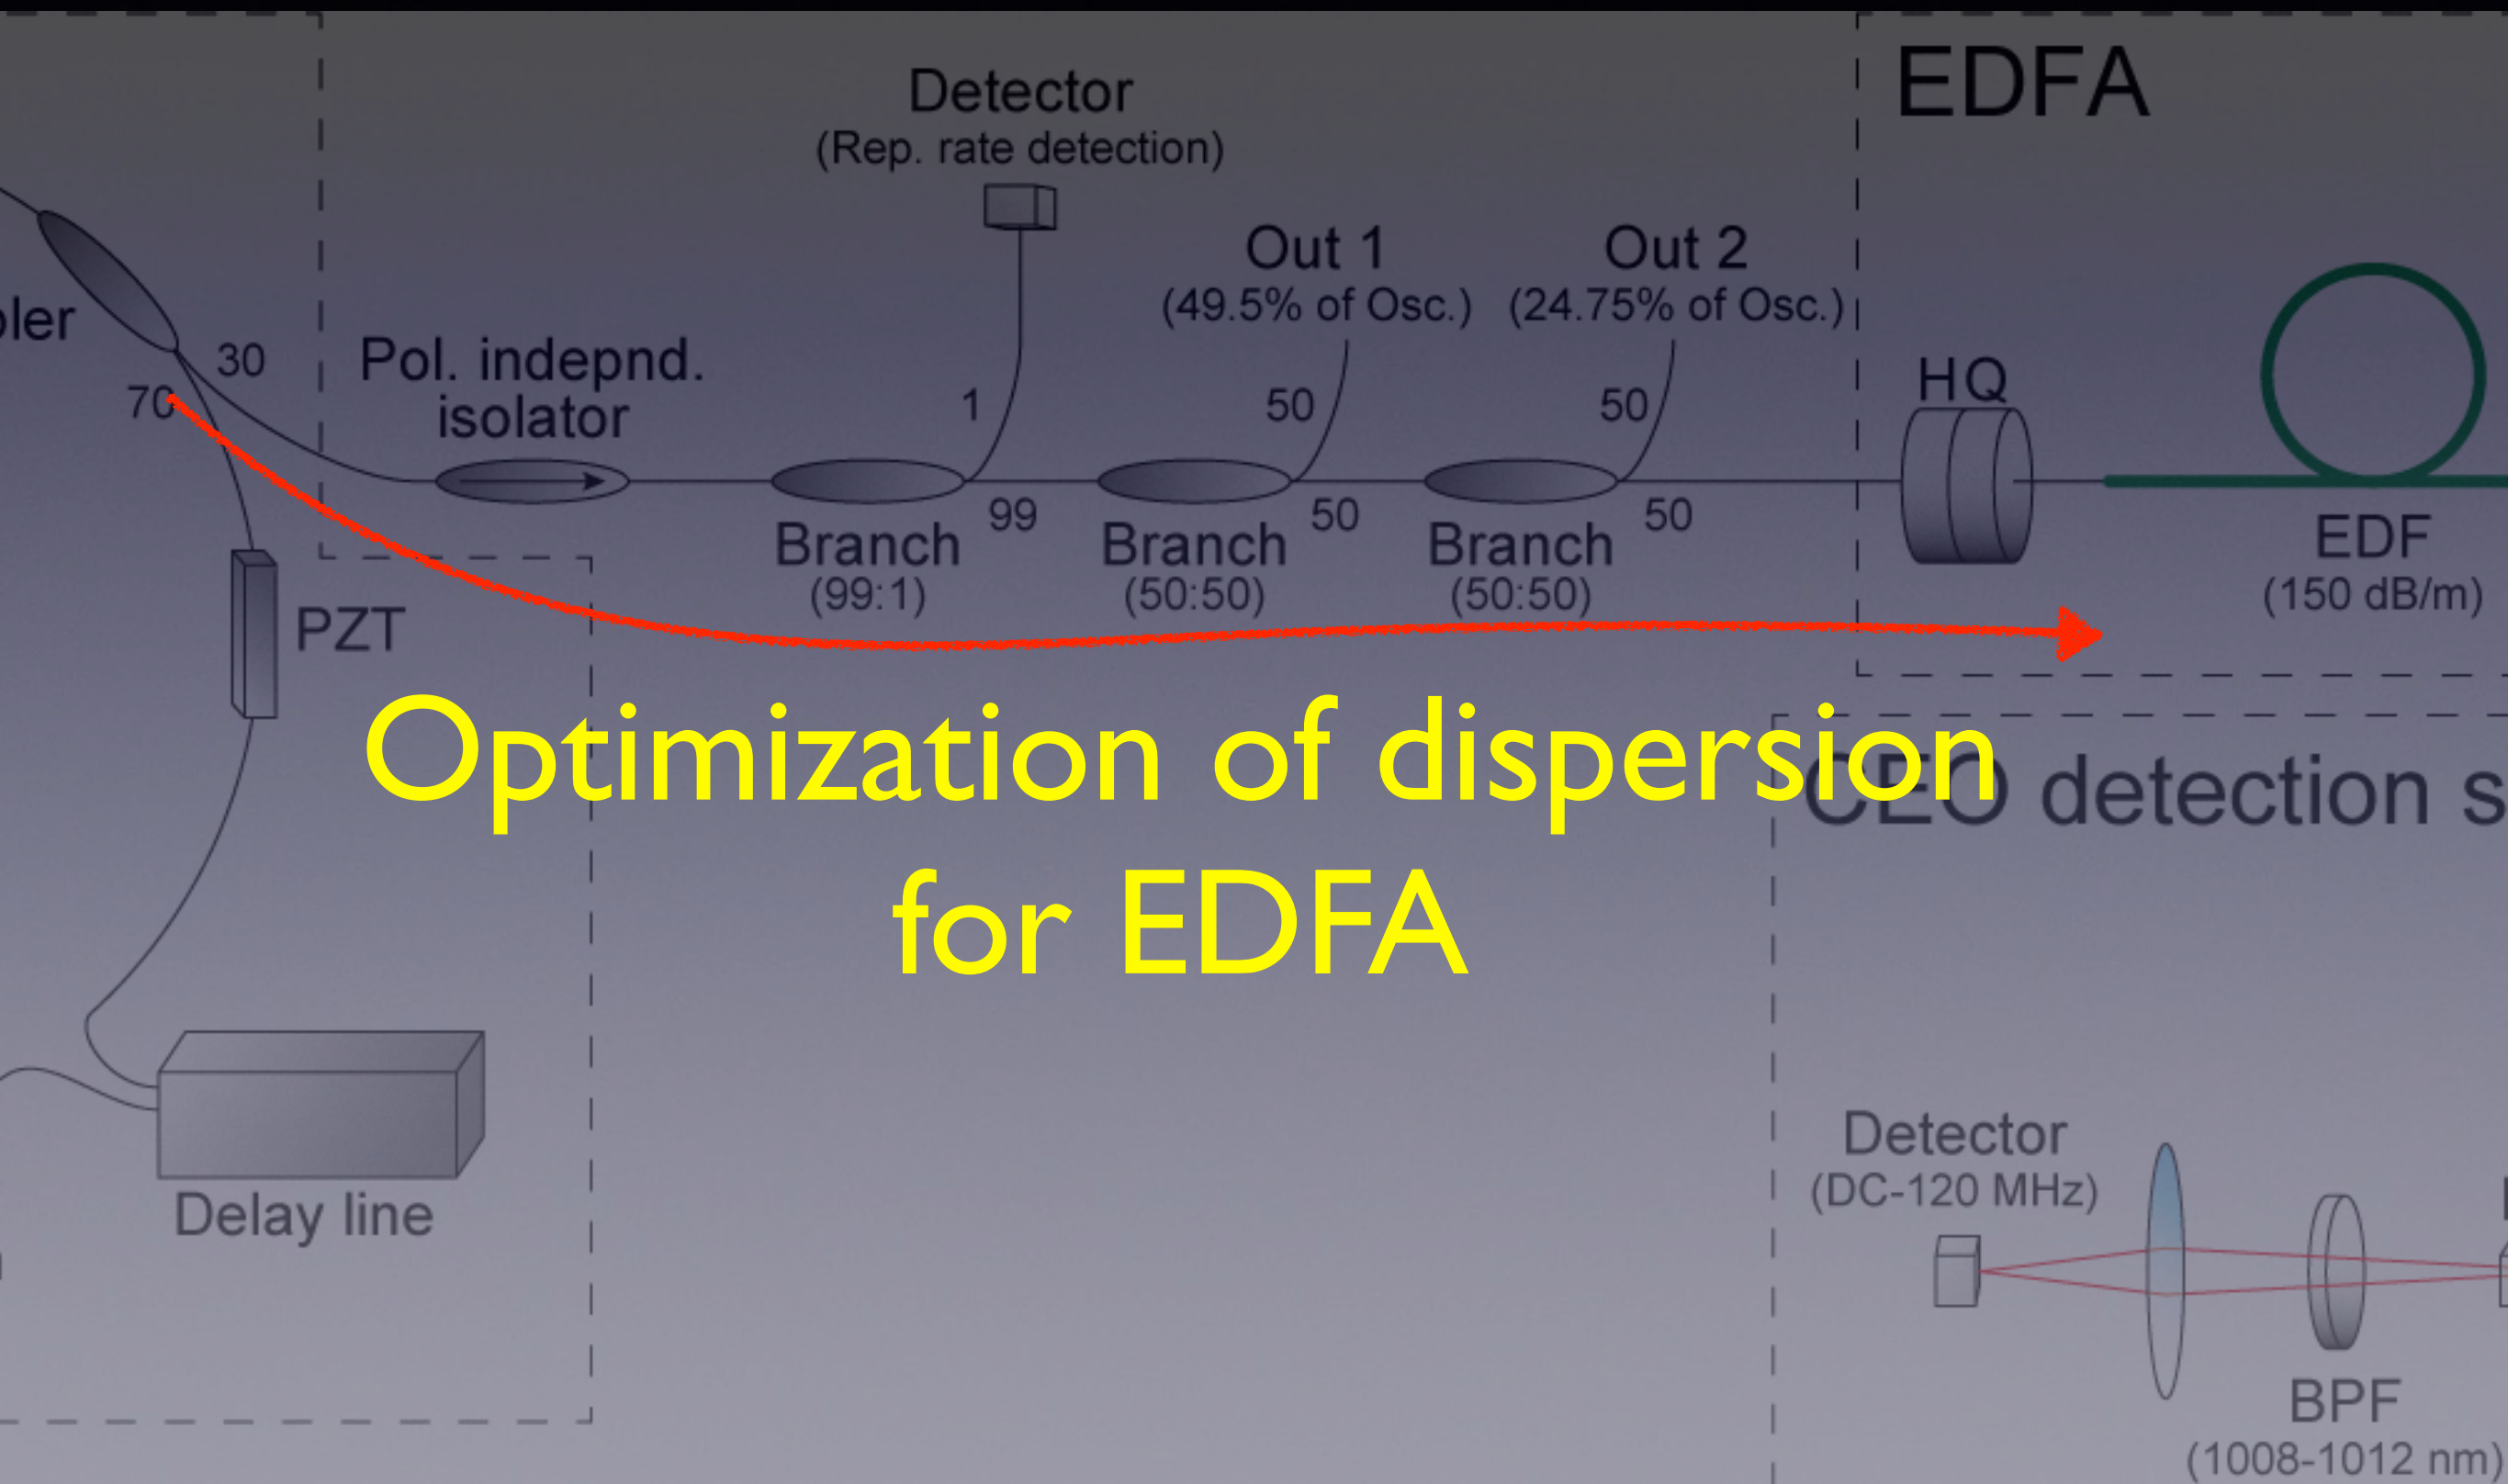 EDFA
Detector
(Rep. rate detection)
Out 1
(49.5% of Osc.)
Out 2
(24.75% of Osc.)
30
70
Pol. indepnd.
isolator
1
50
50
HQ
99
50
50
Branch
(99:1)
Branch
(50:50)
Branch
(50:50)
EDF
(150 dB/m)
PZT
Optimization of dispersion
for EDFA
CEO detection
Delay line
Detector
(DC-120 MHz)
BPF
(1008-1012 nm)